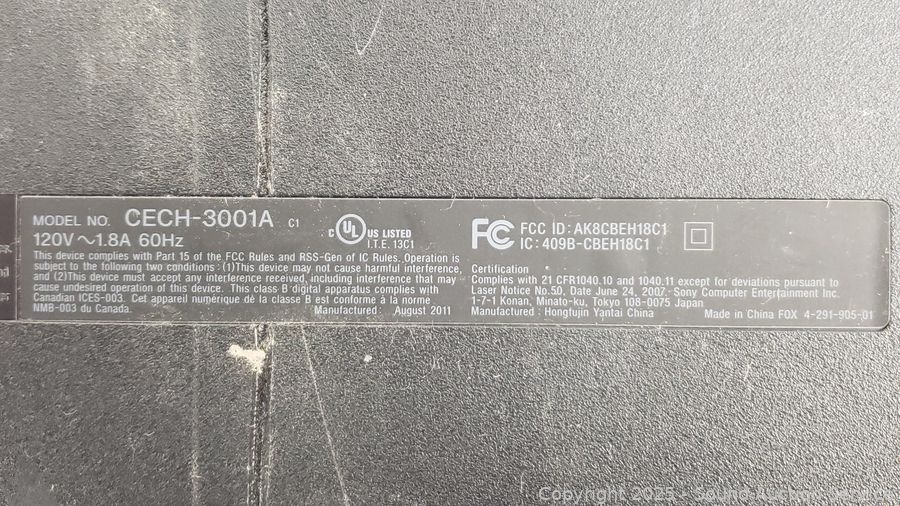 MODEL NO. CECH-3001A C1
120V ~1.8A 60Hz
This device complies with Part 15 of the FCC Rules and RSS-Gen of IC Rules. Operation is
subject to the following two conditions : (1)This device may not cause harmful interference,
and (2)This device must accept any interference received, including interference that may
cause undesired operation of this device. This class B digital apparatus complies with
Canadian ICES-003. Cet appareil numérique de la classe B est conforme à la norme
NMB-003 du Canada.
Manufactured: August 2011
C UL US LISTED
I.T.E. 13C1
FC FCC ID: AK8CBEH18C1
IC: 409B-CBEH18C1
Certification
Complies with 21 CFR1040.10 and 1040.11 except for deviations pursuant to
Laser Notice No.50, Date June 24, 2007. Sony Computer Entertainment Inc.
1-7-1 Konan, Minato-ku, Tokyo 108-0075 Japan
Manufactured : Hongfujin Yantai China
Made in China FOX 4-291-905-01
Copyright 2025 - Sound Auction Service